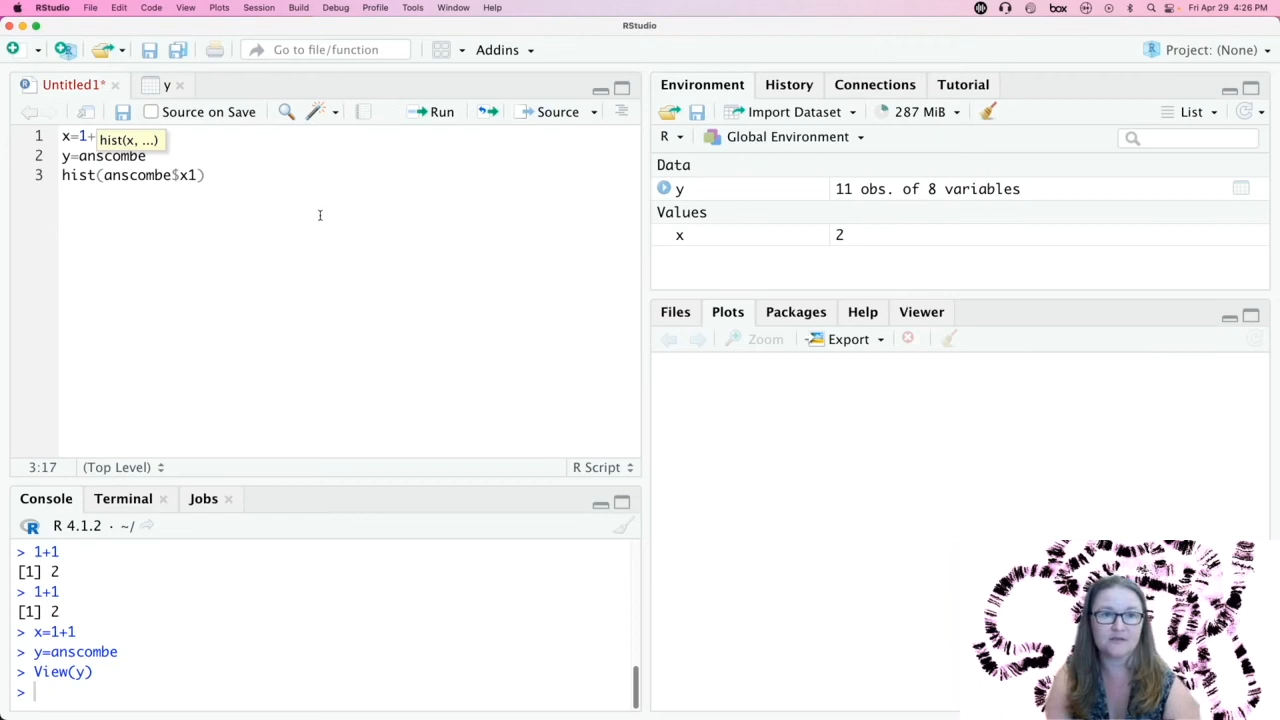 RStudio File Edit Code View Plots Session Build Debug Profile Tools Window Help box Fri Apr 29 4:26 PM
RStudio
Go to file/function Addins Project: (None)
Untitled1* y
Source on Save Run Source
1 x=1+
hist(x, ...)
2 y=anscombe
3 hist(anscombe$x1)
3:17 (Top Level) R Script
Console Terminal Jobs
R 4.1.2 · ~/
> 1+1
[1] 2
> 1+1
[1] 2
> x=1+1
> y=anscombe
> View(y)
>
Environment History Connections Tutorial
Import Dataset 287 MiB List
R Global Environment
Data
y 11 obs. of 8 variables
Values
x 2
Files Plots Packages Help Viewer
Zoom Export